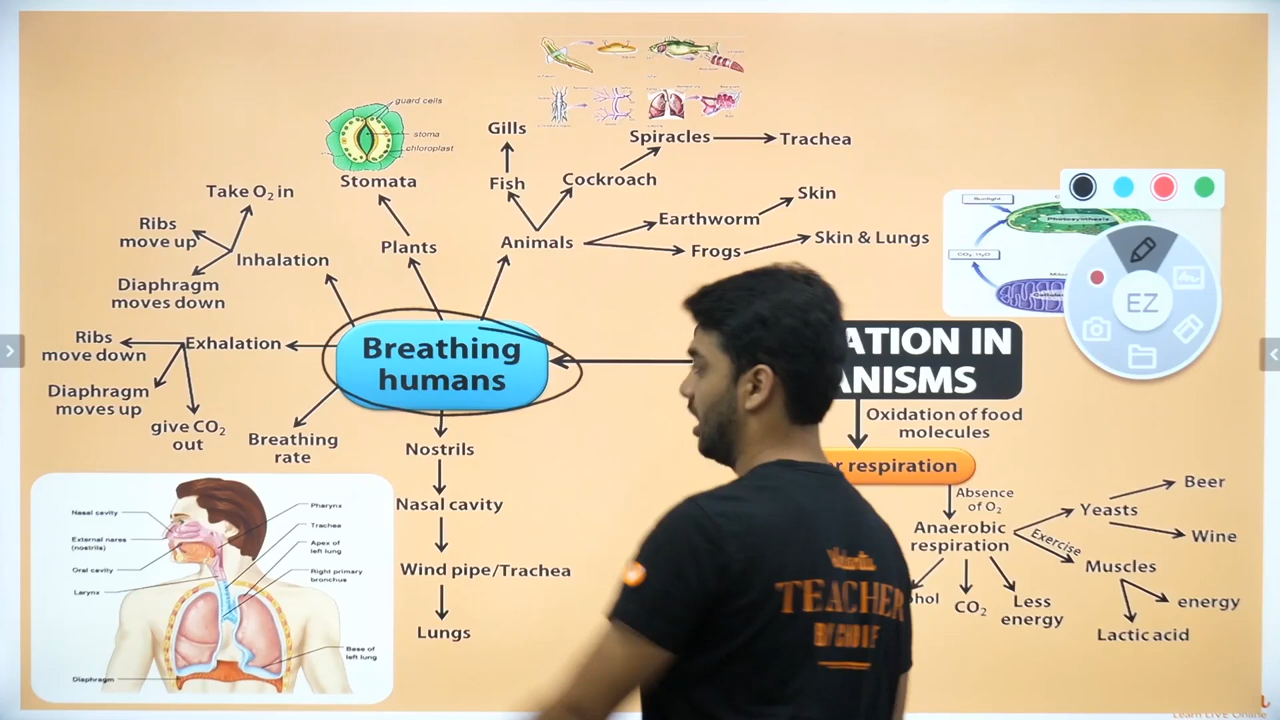 guard cells
stoma
chloroplast
Stomata
Gills
Spiracles
Trachea
Fish
Cockroach
Take O₂ in
Skin
Ribs
move up
Plants
Animals
Earthworm
Frogs
Skin & Lungs
Inhalation
Diaphragm
moves down
Photosynthesis
EZ
Ribs
move down
Exhalation
Breathing
humans
ATION IN
ANISMS
Diaphragm
moves up
give CO₂
out
Breathing
rate
Nostrils
Oxidation of food
molecules
r respiration
Nasal cavity
Wind pipe/Trachea
Lungs
Absence
of O₂
Anaerobic
respiration
Yeasts
Beer
Wine
Exercise
Muscles
hol
CO₂
Less
energy
energy
Lactic acid
Nasal cavity
External nares
(nostrils)
Oral cavity
Larynx
Diaphragm
Pharynx
Trachea
Apex of
left lung
Right primary
bronchus
Base of
left lung
TEACHER
Learn LIVE Online